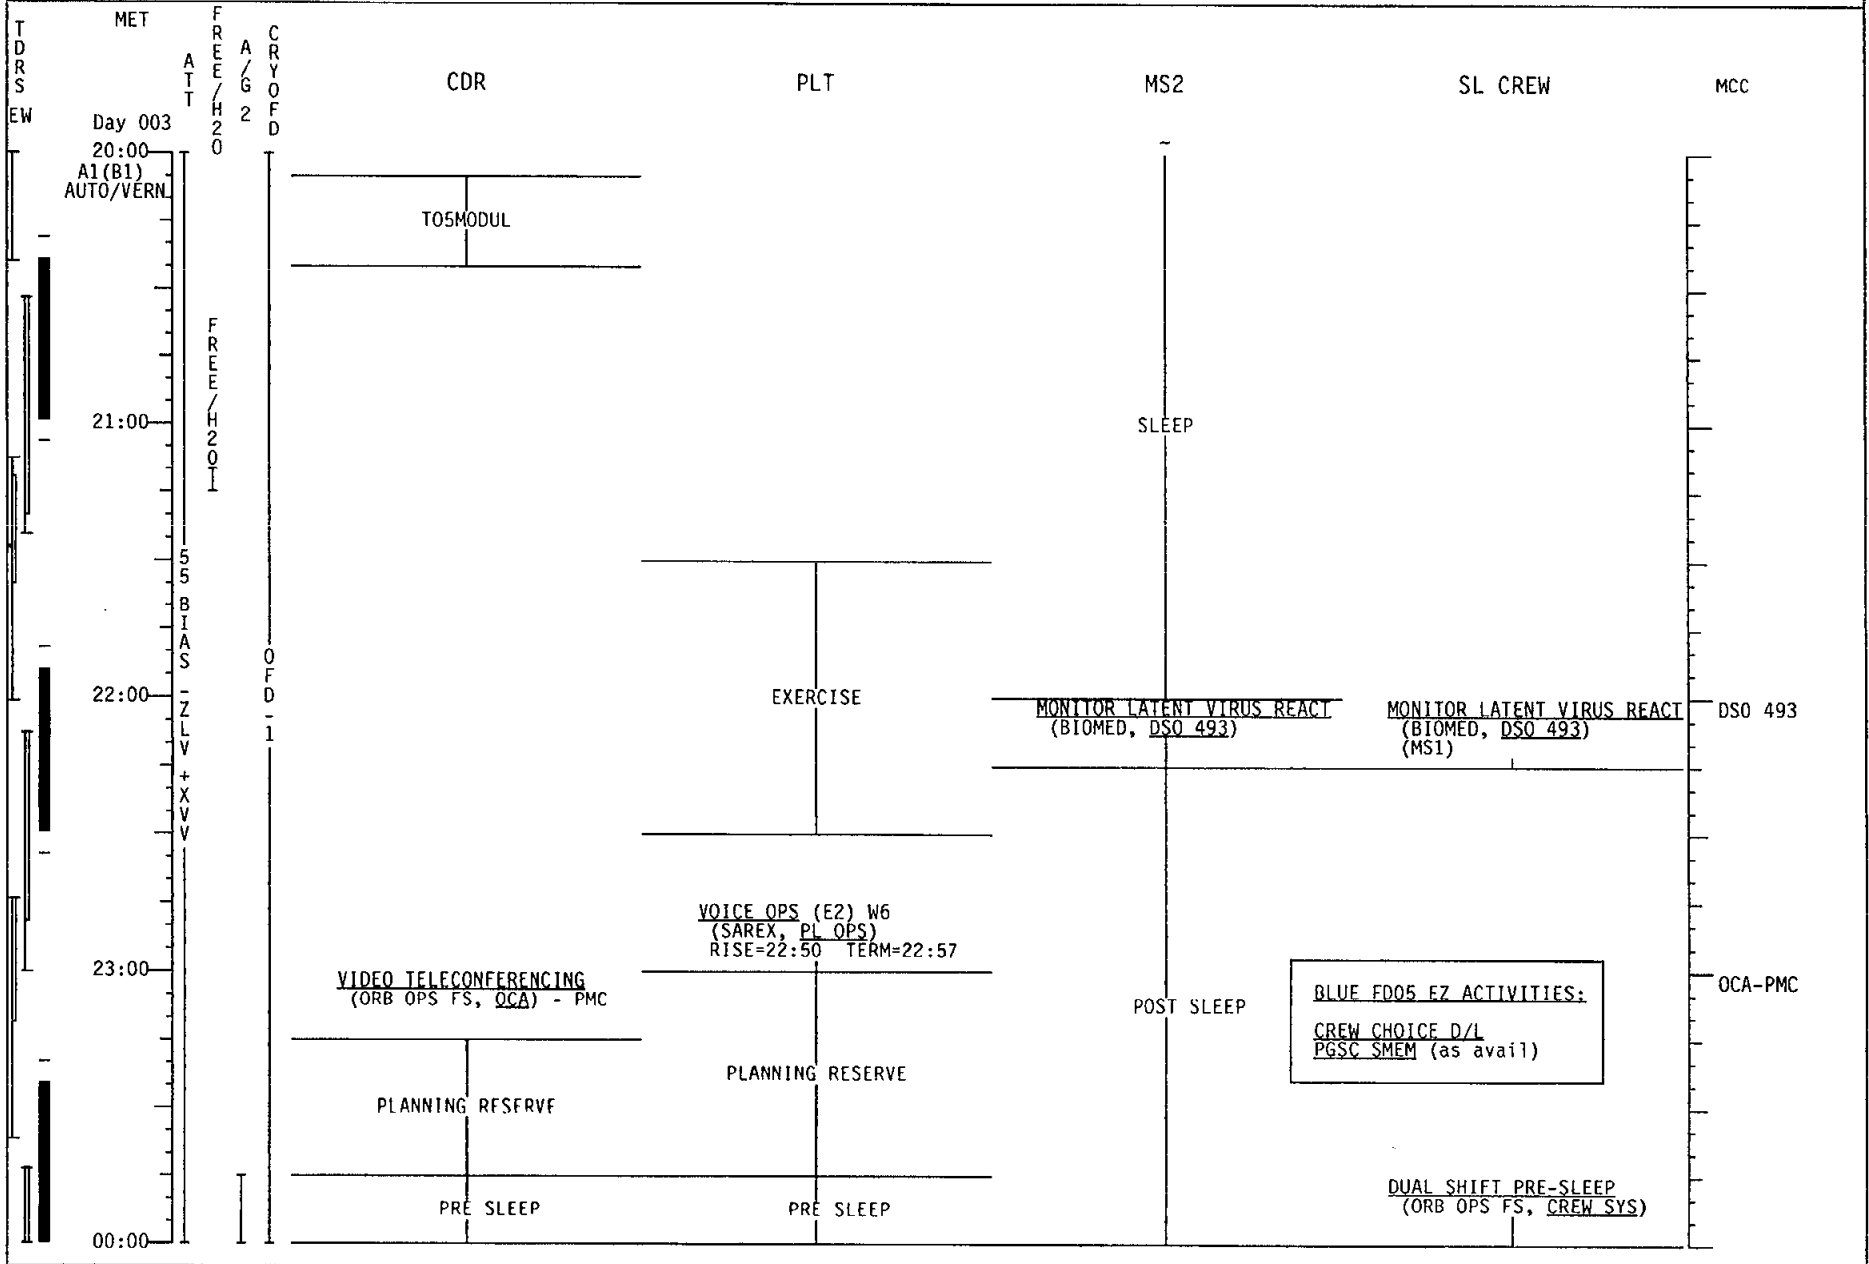 TDRS
EW
MET
ATT
FREE/H2O
A/G 2
CRYOFD
CDR
PLT
MS2
SL CREW
MCC
Day 003
20:00
A1(B1)
AUTO/VERN
~
TO5MODUL
FREE/H2O
21:00
SLEEP
55 BIAS -ZLV +XVV
OFD-1
22:00
EXERCISE
MONITOR LATENT VIRUS REACT
(BIOMED, DSO 493)
MONITOR LATENT VIRUS REACT
(BIOMED, DSO 493)
(MS1)
DSO 493
VOICE OPS (E2) W6
(SAREX, PL OPS)
RISE=22:50 TERM=22:57
23:00
VIDEO TELECONFERENCING
(ORB OPS FS, OCA) - PMC
OCA-PMC
POST SLEEP
BLUE FD05 EZ ACTIVITIES:
CREW CHOICE D/L
PGSC SMEM (as avail)
PLANNING RESERVE
PLANNING RESERVE
DUAL SHIFT PRE-SLEEP
(ORB OPS FS, CREW SYS)
PRE SLEEP
PRE SLEEP
00:00